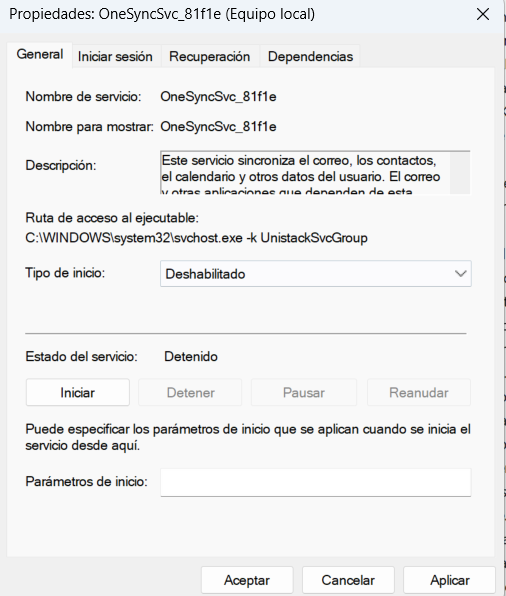 Propiedades: OneSyncSvc_81f1e (Equipo local)
General Iniciar sesión Recuperación Dependencias
Nombre de servicio: OneSyncSvc_81f1e
Nombre para mostrar: OneSyncSvc_81f1e
Descripción: Este servicio sincroniza el correo, los contactos,
el calendario y otros datos del usuario. El correo
y otras aplicaciones que dependen de esta
Ruta de acceso al ejecutable:
C:\WINDOWS\system32\svchost.exe -k UnistackSvcGroup
Tipo de inicio: Deshabilitado
Estado del servicio: Detenido
Iniciar Detener Pausar Reanudar
Puede especificar los parámetros de inicio que se aplican cuando se inicia el
servicio desde aquí.
Parámetros de inicio:
Aceptar Cancelar Aplicar